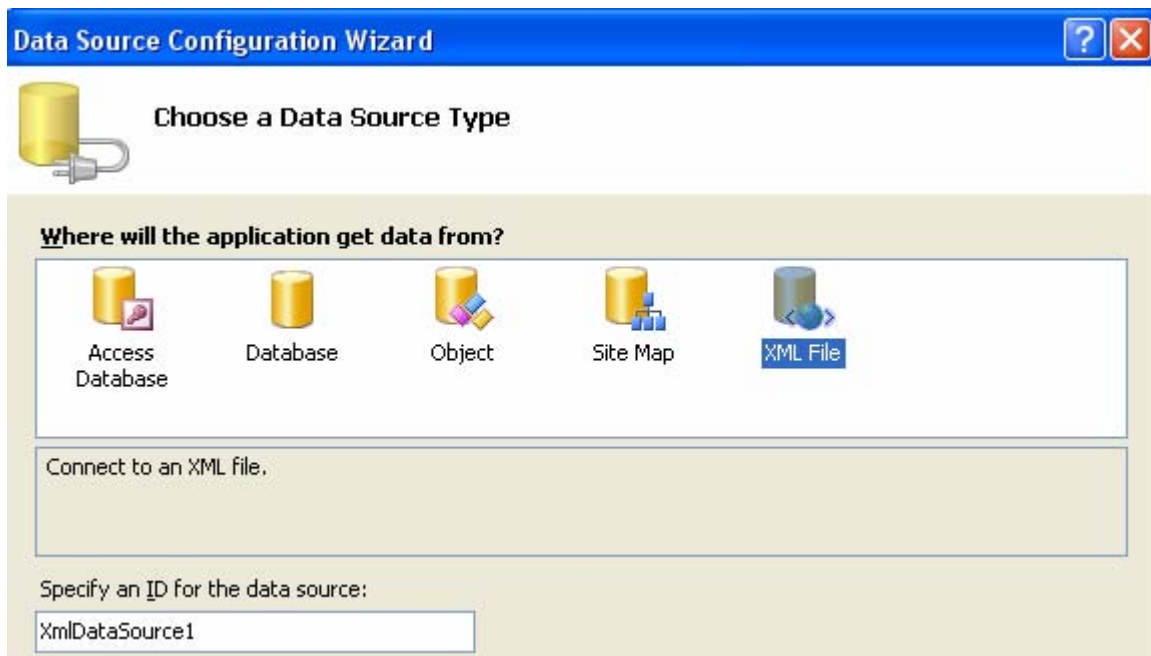 Data Source Configuration Wizard
Choose a Data Source Type
Where will the application get data from?
Access
Database
Database
Object
Site Map
XML File
Connect to an XML file.
Specify an ID for the data source:
XmlDataSource1